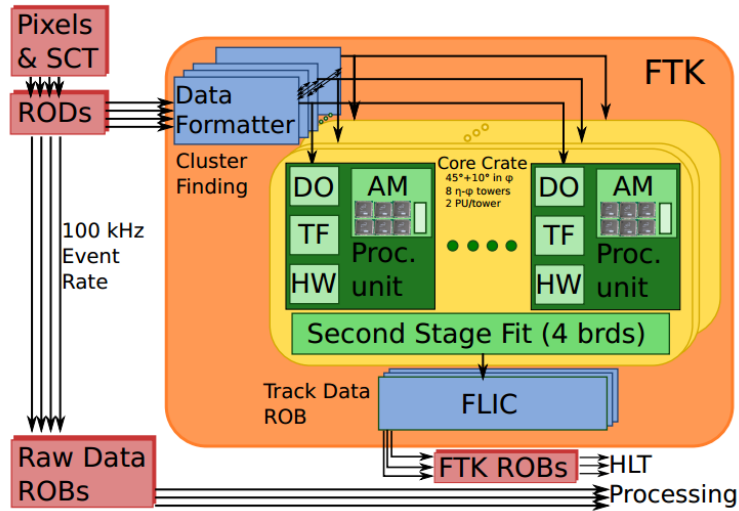 Pixels
& SCT
FTK
RODs
Data
Formatter
Cluster
Finding
Core Crate
45°+10° in φ
8 η-φ towers
2 PU/tower
DO
AM
TF
HW
Proc.
unit
DO
AM
TF
HW
Proc.
unit
100 kHz
Event
Rate
Second Stage Fit (4 brds)
Track Data
ROB
FLIC
Raw Data
ROBs
FTK ROBs
HLT
Processing